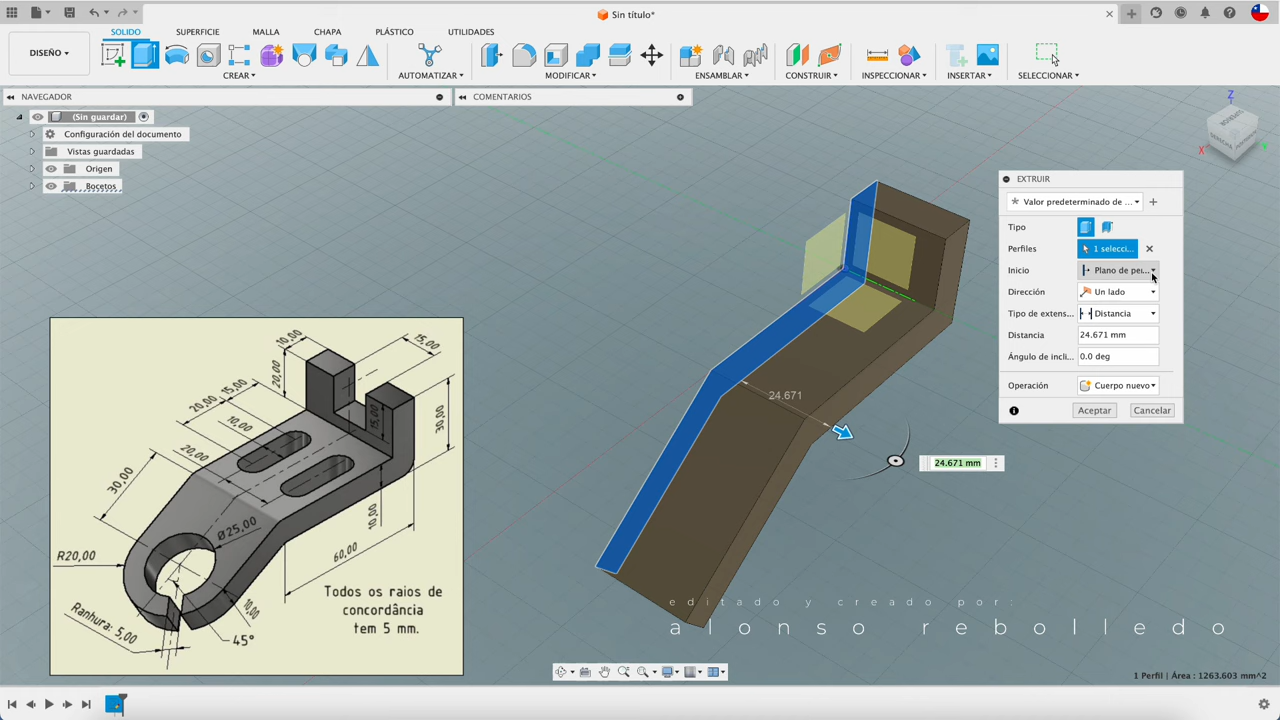 Sin título*
DISEÑO
SÓLIDO
SUPERFICIE
MALLA
CHAPA
PLÁSTICO
UTILIDADES
CREAR
AUTOMATIZAR
MODIFICAR
ENSAMBLAR
CONSTRUIR
INSPECCIONAR
INSERTAR
SELECCIONAR
NAVEGADOR
COMENTARIOS
(Sin guardar)
Configuración del documento
Vistas guardadas
Origen
Bocetos
Z
X
Y
EXTRUIR
Valor predeterminado de ...
Tipo
Perfiles
1 selecci...
Inicio
Plano de per...
Dirección
Un lado
Tipo de extens...
Distancia
Distancia
24.671 mm
Ángulo de incli...
0.0 deg
Operación
Cuerpo nuevo
Aceptar
Cancelar
24.671
24.671 mm
10,00
15,00
20,00
15,00
20,00
10,00
15,00
30,00
20,00
30,00
10,00
Ø25,00
60,00
R20,00
10,00
Ranhura: 5,00
45°
Todos os raios de
concordância
tem 5 mm.
editado y creado por:
alonso rebolledo
1 Perfil | Área : 1263.603 mm^2